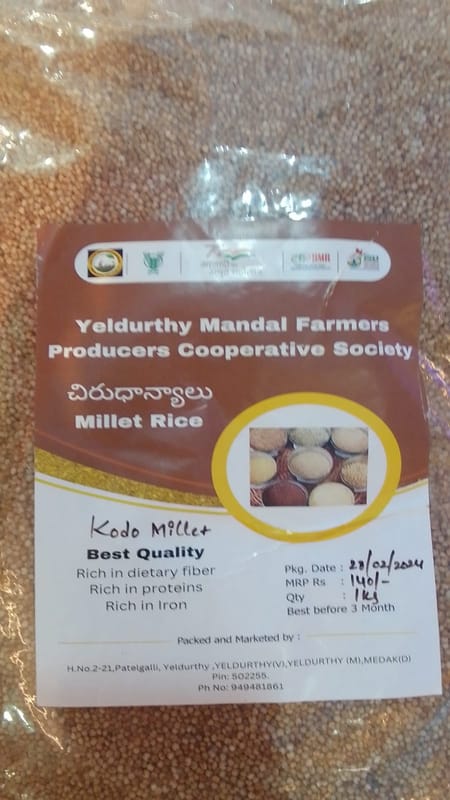 IIMR
Yeldurthy Mandal Farmers
Producers Cooperative Society
చిరుధాన్యాలు
Millet Rice
Kodo Millet
Best Quality
Rich in dietary fiber
Rich in proteins
Rich in Iron
Pkg. Date : 28/02/2024
MRP Rs : 140/-
Qty : 1kg
Best before 3 Month
Packed and Marketed by :
H.No.2-21,Patelgalli, Yeldurthy ,YELDURTHY(V),YELDURTHY (M),MEDAK(D)
Pin: 502255.
Ph No: 949481861